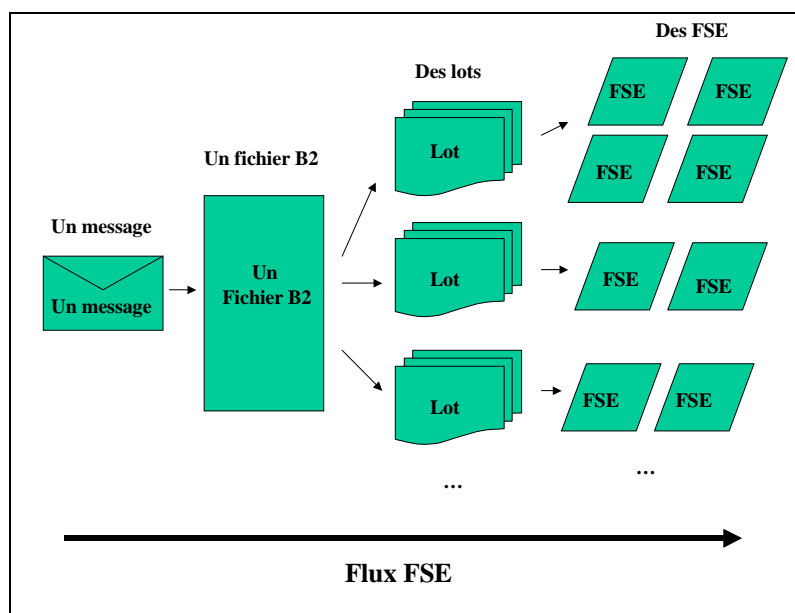 Des FSE
Des lots
FSE
FSE
Lot
FSE
FSE
Un fichier B2
Un message
Un message
Un
Fichier B2
Lot
FSE
FSE
Lot
FSE
FSE
…
…
Flux FSE